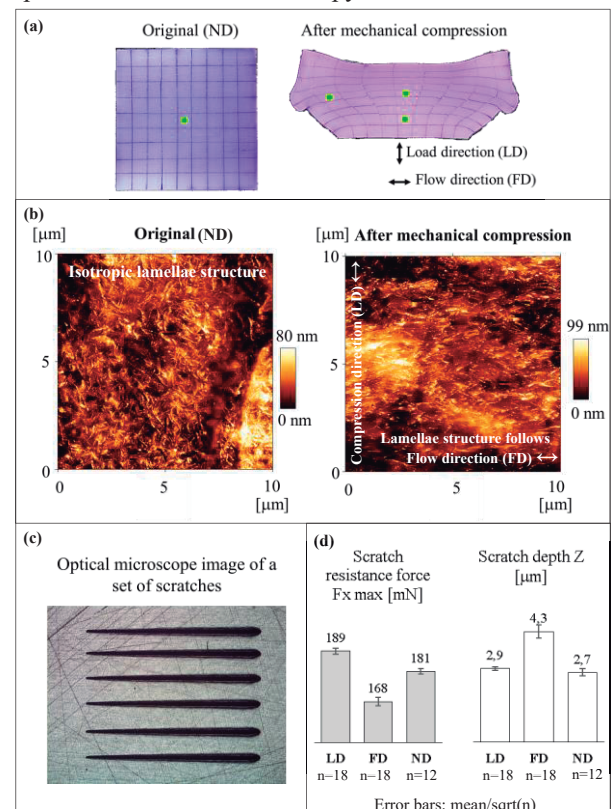 (a)
Original (ND)
After mechanical compression
Load direction (LD)
Flow direction (FD)
(b)
[µm]
Original (ND)
[µm]
After mechanical compression
10
Isotropic lamellae structure
80 nm
0 nm
5
0
0
5
10
[µm]
10
Compression direction (LD)
99 nm
0 nm
5
Lamellae structure follows
Flow direction (FD)
0
0
5
10
[µm]
(c)
Optical microscope image of a
set of scratches
(d)
Scratch
resistance force
Fx max [mN]
189
168
181
LD
FD
ND
n–18
n–18
n=12
Scratch depth Z
[µm]
2,9
4,3
2,7
LD
FD
ND
n–18
n–18
n=12
Error bars: mean/sqrt(n)